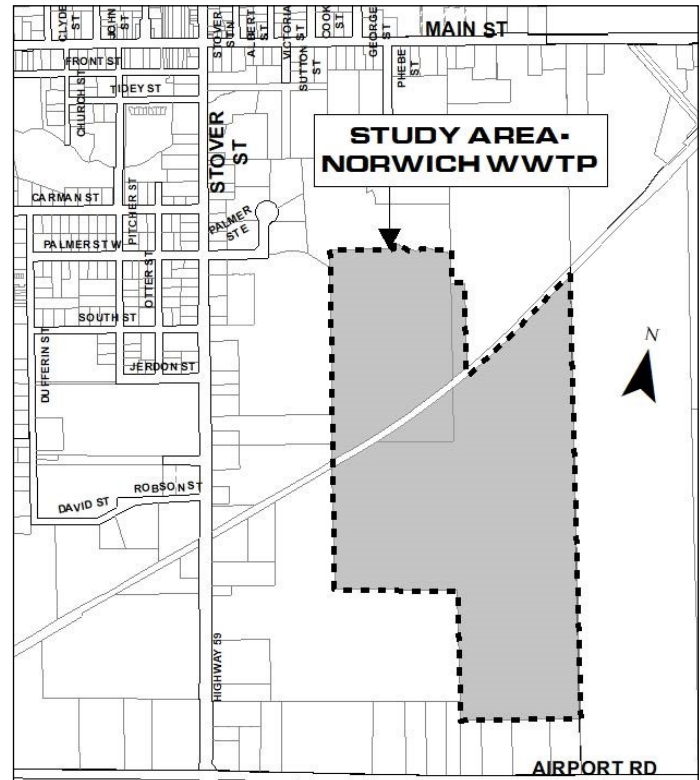 CLYDE
ST
JOHN
ST
STOVER
ST N
ALBERT
ST
VICTORIA
ST
SUTTON
ST
COOK
ST
GEORGE
ST
MAIN ST
PHEBE
ST
FRONT ST
CHURCH ST
TIDEY ST
STUDY AREA-
NORWICH WWTP
STOVER
ST
CARMAN ST
PITCHER ST
PALMER
ST E
PALMER ST W
OTTER ST
N
SOUTH ST
DUFFERIN ST
JERDON ST
ROBSON ST
DAVID ST
HIGHWAY 59
AIRPORT RD